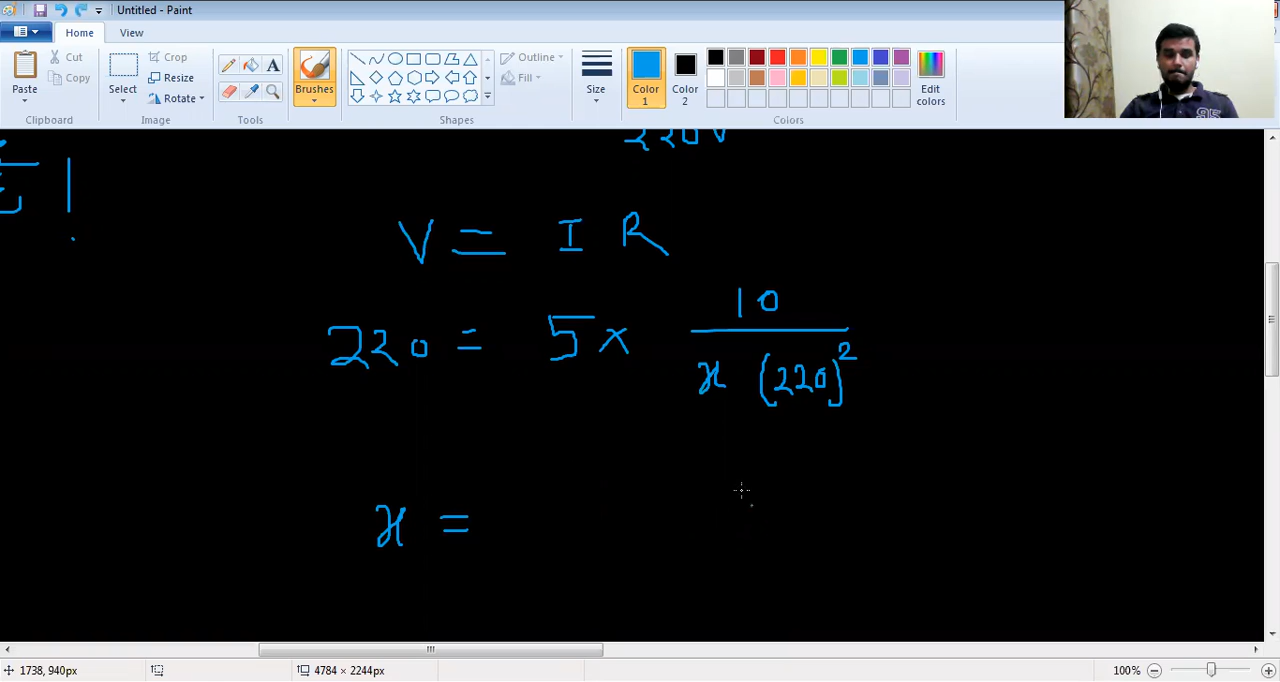 Untitled - Paint
Home View
Paste
Cut
Copy
Clipboard
Select
Crop
Resize
Rotate
Image
A
Tools
Brushes
Outline
Fill
Shapes
Size
Color 1
Color 2
Edit colors
Colors
220V
V = I R
220 = 5 x 10 / x (220)²
x =
1738, 940px
4784 × 2244px
100%